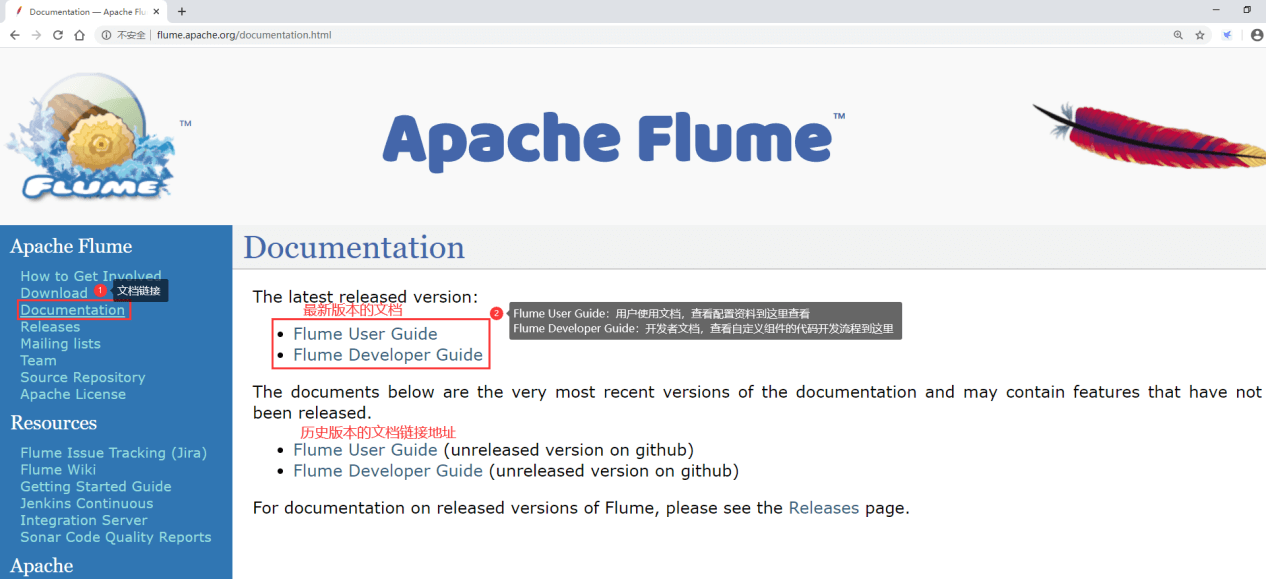 Documentation — Apache Flu
不安全 | flume.apache.org/documentation.html
FLUME
™
Apache Flume™
Apache Flume
How to Get Involved
Download
1 文档链接
Documentation
Releases
Mailing lists
Team
Source Repository
Apache License
Resources
Flume Issue Tracking (Jira)
Flume Wiki
Getting Started Guide
Jenkins Continuous
Integration Server
Sonar Code Quality Reports
Apache
Documentation
The latest released version:
最新版本的文档
• Flume User Guide
• Flume Developer Guide
2
Flume User Guide：用户使用文档，查看配置资料到这里查看
Flume Developer Guide：开发者文档，查看自定义组件的代码开发流程到这里
The documents below are the very most recent versions of the documentation and may contain features that have not
been released.
历史版本的文档链接地址
• Flume User Guide (unreleased version on github)
• Flume Developer Guide (unreleased version on github)
For documentation on released versions of Flume, please see the Releases page.